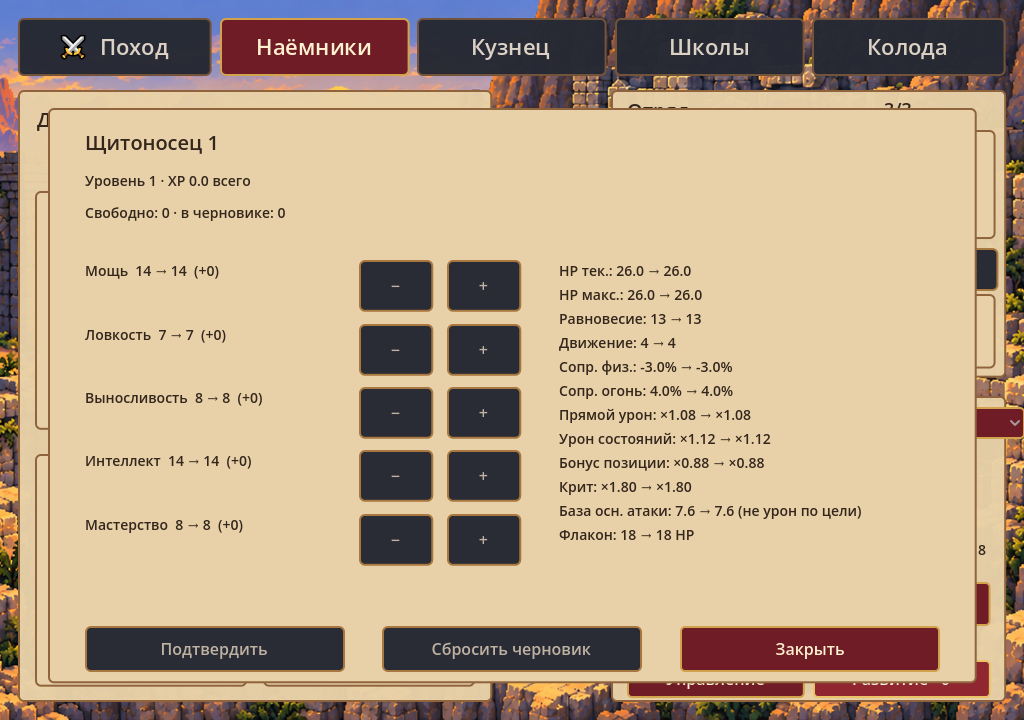 Поход
Наёмники
Кузнец
Школы
Колода
Щитоносец 1
Уровень 1 · XP 0.0 всего
Свободно: 0 · в черновике: 0
Мощь 14 → 14 (+0)
−
+
Ловкость 7 → 7 (+0)
−
+
Выносливость 8 → 8 (+0)
−
+
Интеллект 14 → 14 (+0)
−
+
Мастерство 8 → 8 (+0)
−
+
HP тек.: 26.0 → 26.0
HP макс.: 26.0 → 26.0
Равновесие: 13 → 13
Движение: 4 → 4
Сопр. физ.: -3.0% → -3.0%
Сопр. огонь: 4.0% → 4.0%
Прямой урон: ×1.08 → ×1.08
Урон состояний: ×1.12 → ×1.12
Бонус позиции: ×0.88 → ×0.88
Крит: ×1.80 → ×1.80
База осн. атаки: 7.6 → 7.6 (не урон по цели)
Флакон: 18 → 18 HP
8
Подтвердить
Сбросить черновик
Закрыть